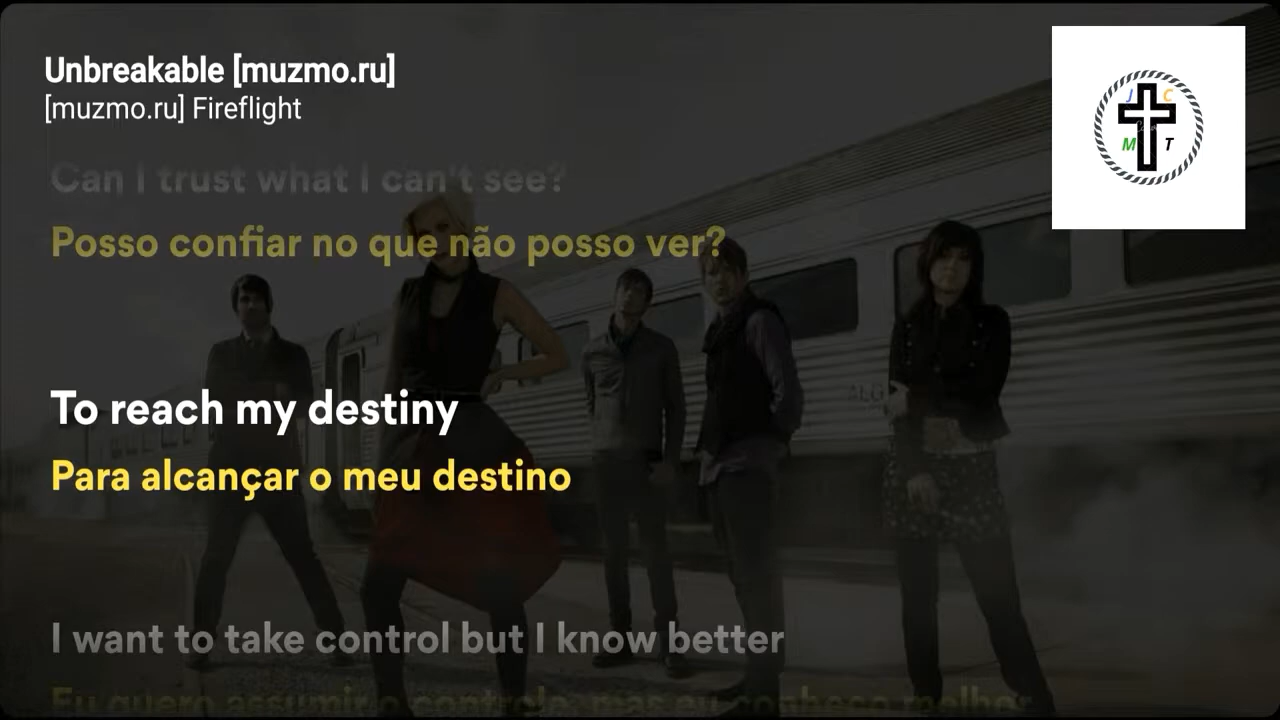 Unbreakable [muzmo.ru]
[muzmo.ru] Fireflight
J C
M T
Can I trust what I can't see?
Posso confiar no que não posso ver?
To reach my destiny
Para alcançar o meu destino
I want to take control but I know better
Eu quero assumir o controle, mas eu conheço melhor